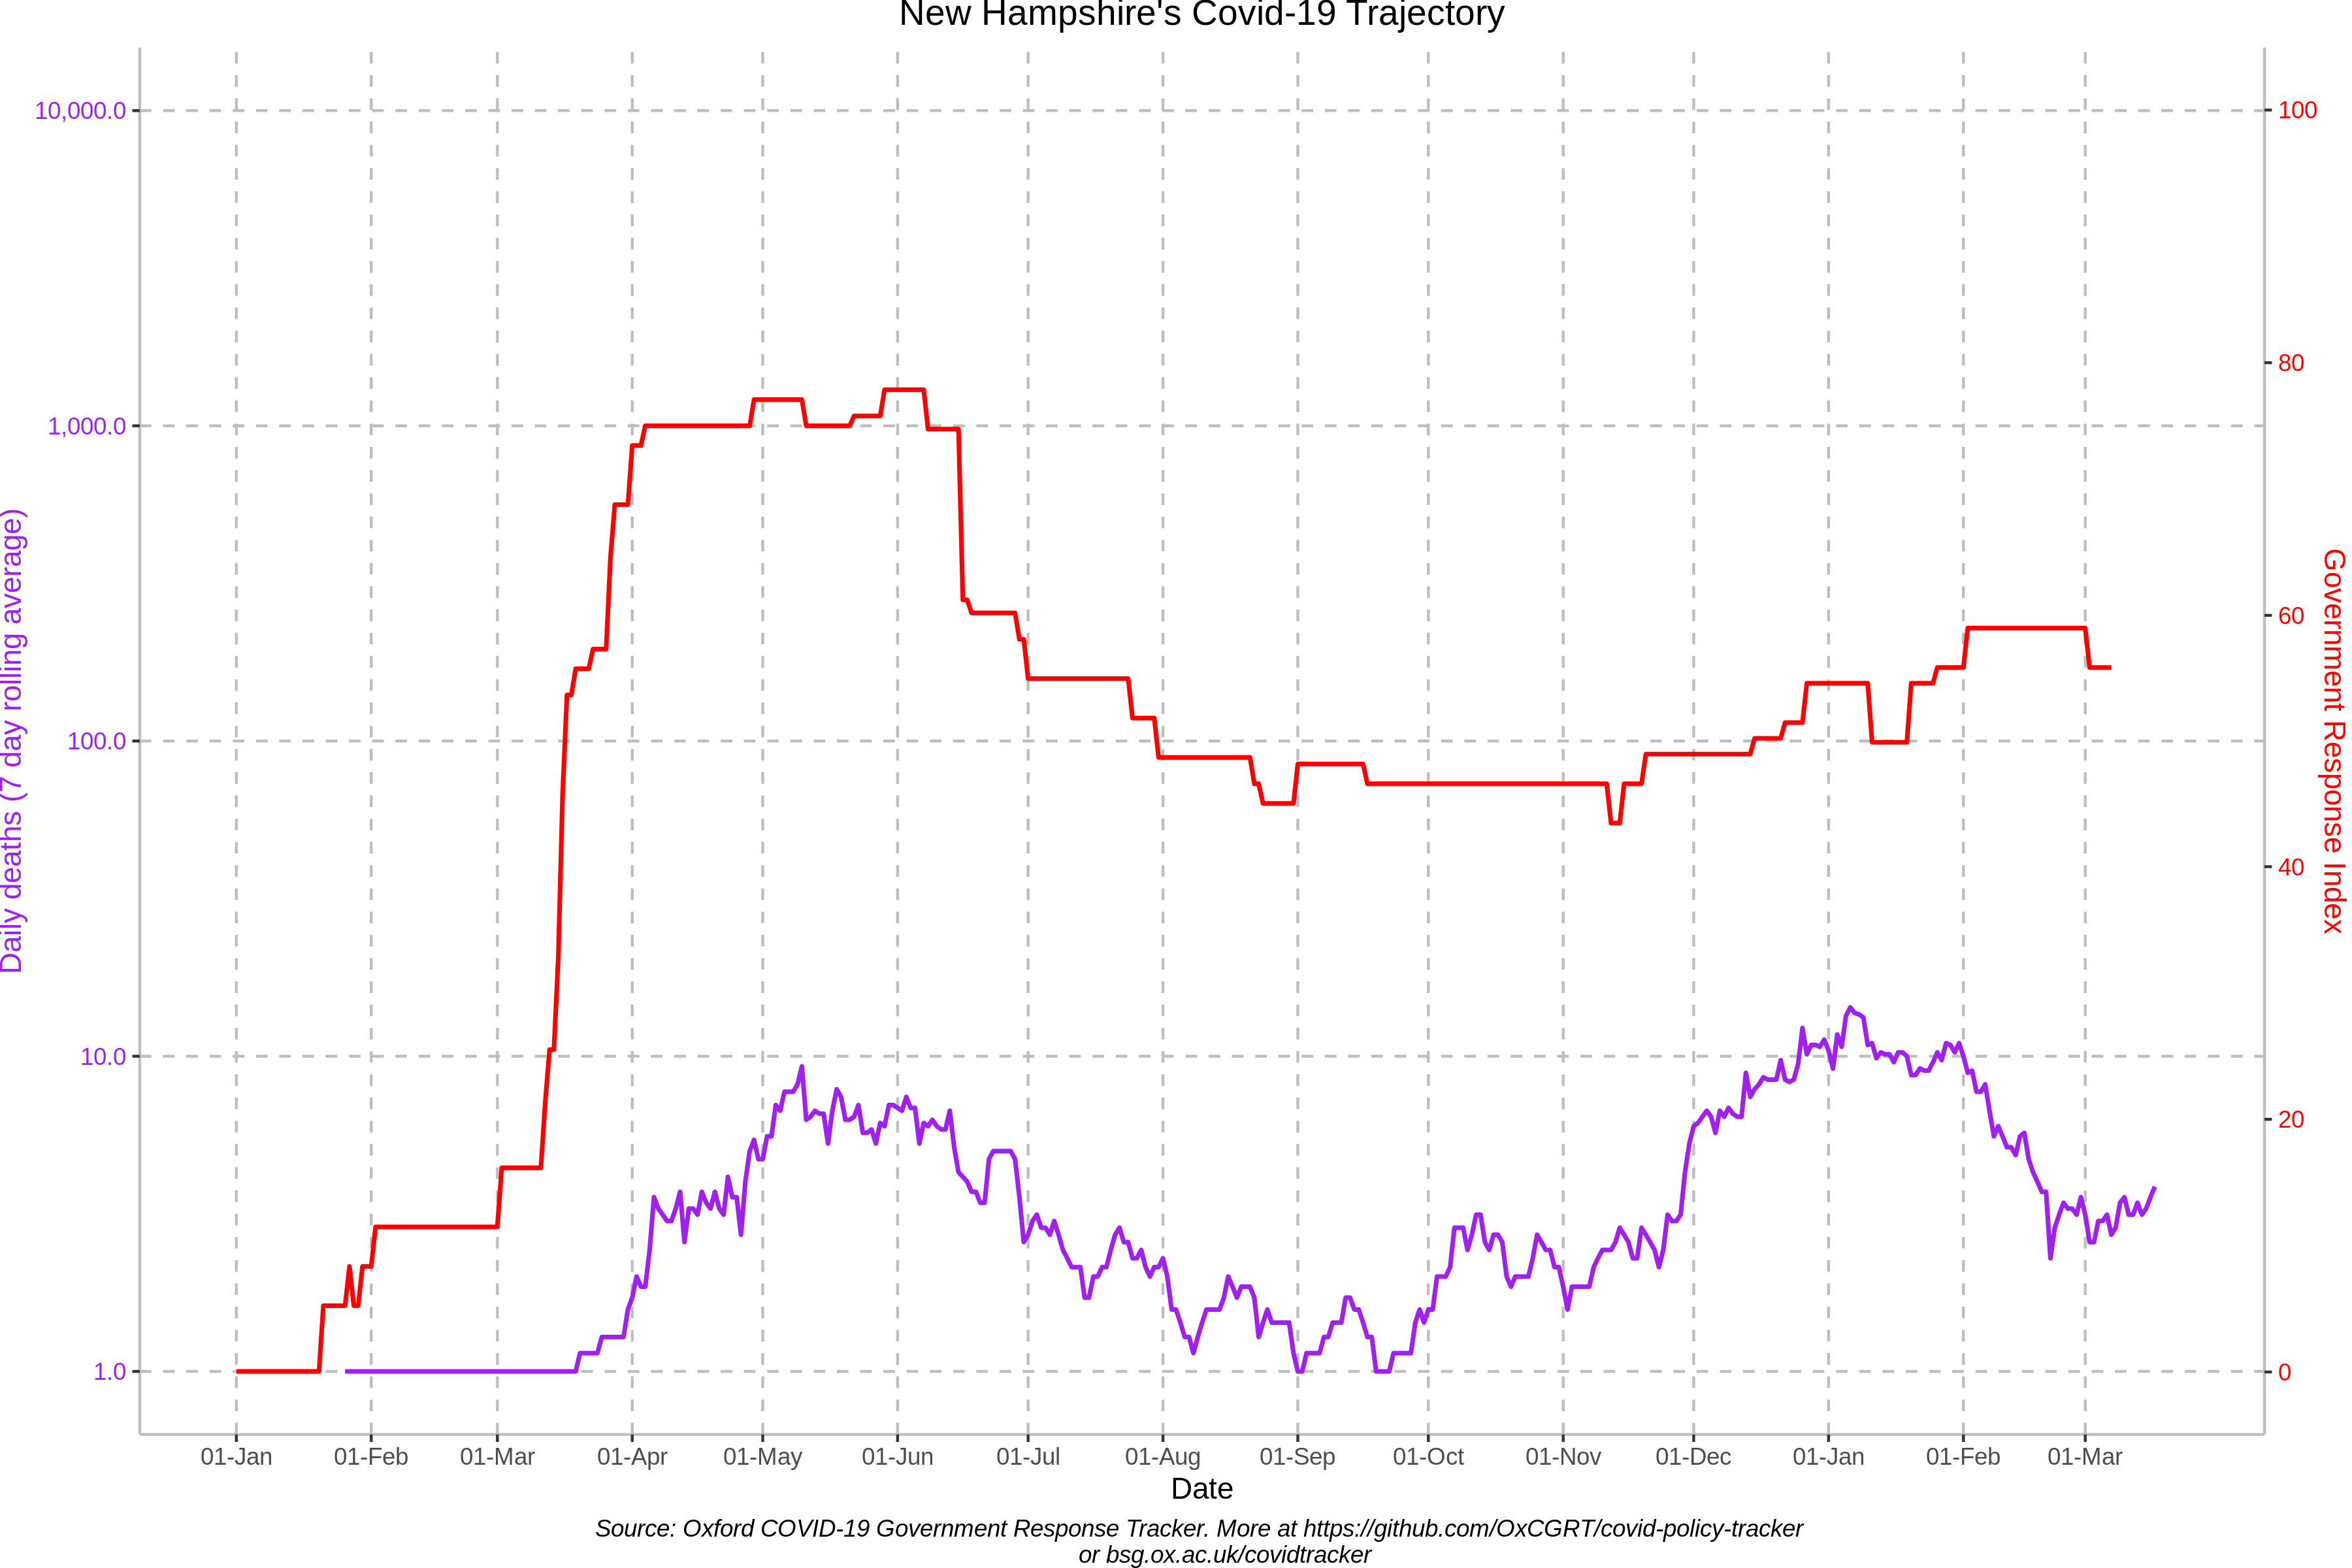 New Hampshire's Covid-19 Trajectory
10,000.0
1,000.0
100.0
10.0
1.0
Daily deaths (7 day rolling average)
100
80
60
40
20
0
Government Response Index
01-Jan 01-Feb 01-Mar 01-Apr 01-May 01-Jun 01-Jul 01-Aug 01-Sep 01-Oct 01-Nov 01-Dec 01-Jan 01-Feb 01-Mar
Date
Source: Oxford COVID-19 Government Response Tracker. More at https://github.com/OxCGRT/covid-policy-tracker
or bsg.ox.ac.uk/covidtracker